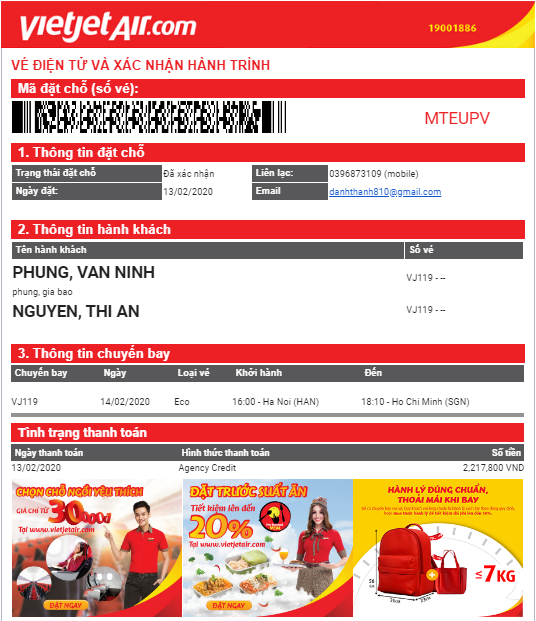 vietjetAir.com
19001886
VÉ ĐIỆN TỬ VÀ XÁC NHẬN HÀNH TRÌNH
Mã đặt chỗ (số vé):
MTEUPV
1. Thông tin đặt chỗ
Trạng thái đặt chỗ Đã xác nhận Liên lạc: 0396873109 (mobile)
Ngày đặt: 13/02/2020 Email danhthanh810@gmail.com
2. Thông tin hành khách
Tên hành khách Số vé
PHUNG, VAN NINH VJ119 - --
phung, gia bao
NGUYEN, THI AN VJ119 - --
3. Thông tin chuyến bay
Chuyến bay Ngày Loại vé Khởi hành Đến
VJ119 14/02/2020 Eco 16:00 - Ha Noi (HAN) 18:10 - Ho Chi Minh (SGN)
Tình trạng thanh toán
Ngày thanh toán Hình thức thanh toán Số tiền
13/02/2020 Agency Credit 2,217,800 VND
CHỌN CHỖ NGỒI YÊU THÍCH
GIÁ CHỈ TỪ 30.000đ
Tại www.vietjetair.com
ĐẶT NGAY
ĐẶT TRƯỚC SUẤT ĂN
Tiết kiệm lên đến
20%
Tại www.vietjetair.com
ĐẶT NGAY
HÀNH LÝ ĐÚNG CHUẨN,
THOẢI MÁI KHI BAY
≤7KG